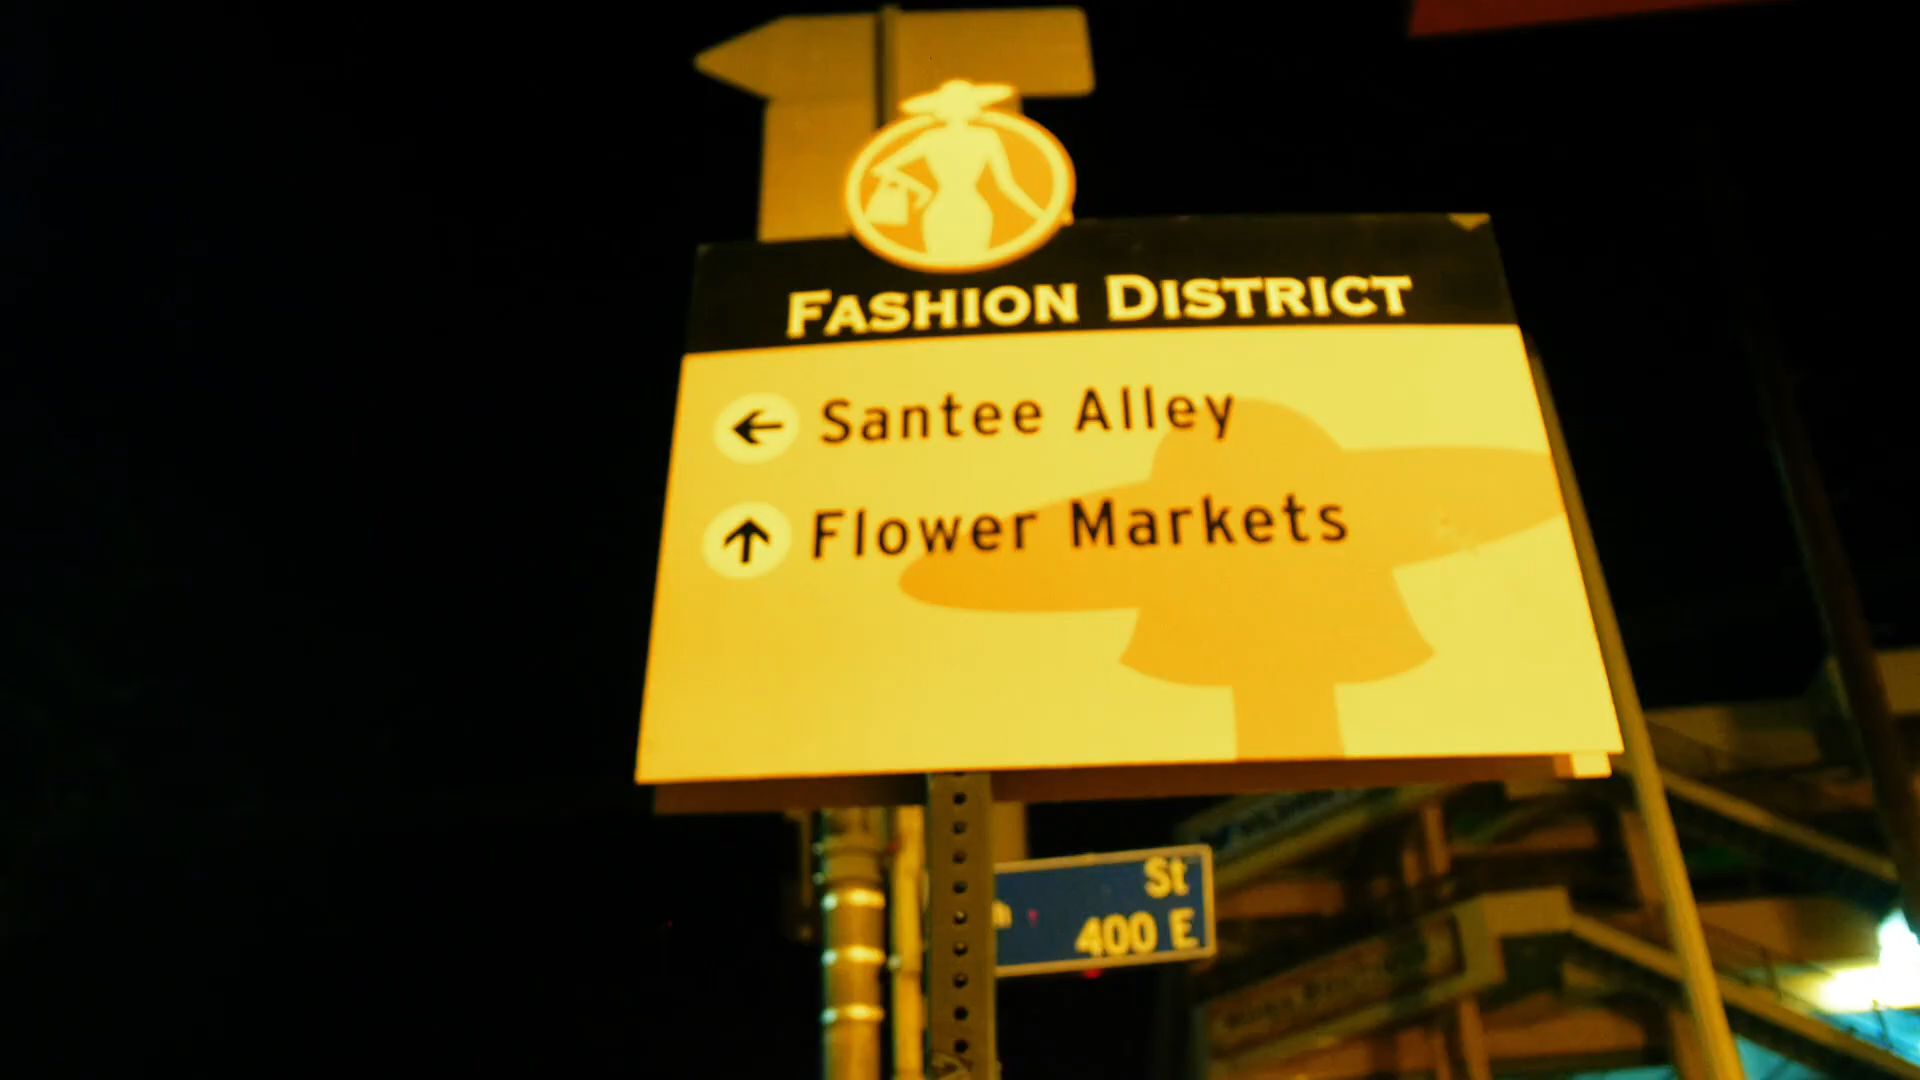 FASHION DISTRICT
← Santee Alley
↑ Flower Markets
St
400 E